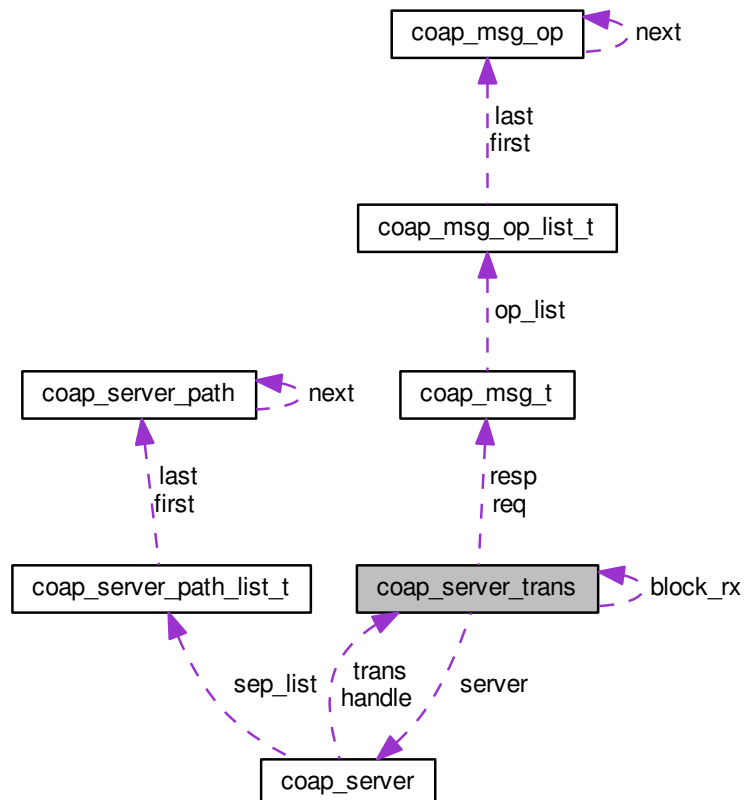 coap_msg_op
next
last
first
coap_msg_op_list_t
op_list
coap_server_path
next
coap_msg_t
last
first
resp
req
coap_server_path_list_t
coap_server_trans
block_rx
sep_list
trans
handle
server
coap_server